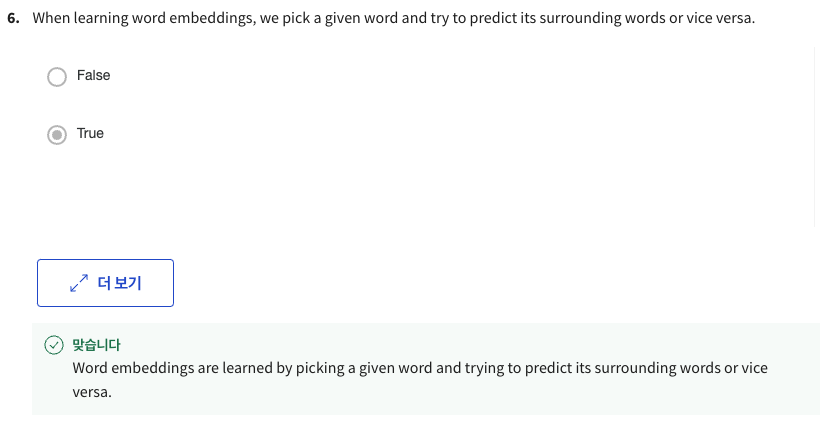 6. When learning word embeddings, we pick a given word and try to predict its surrounding words or vice versa.
False
True
더 보기
맞습니다
Word embeddings are learned by picking a given word and trying to predict its surrounding words or vice
versa.